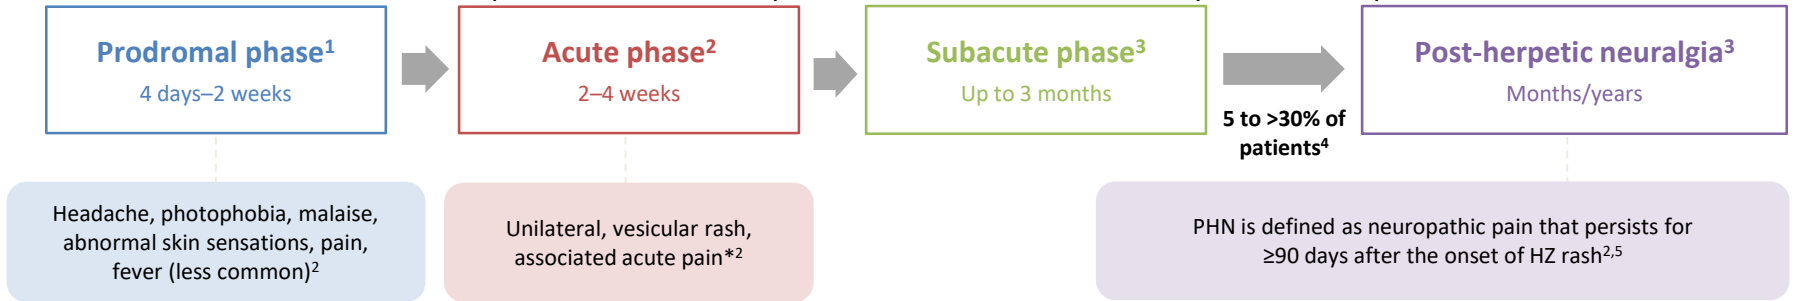 Prodromal phase¹
4 days–2 weeks
Acute phase²
2–4 weeks
Subacute phase³
Up to 3 months
5 to >30% of
patients⁴
Post-herpetic neuralgia³
Months/years
Headache, photophobia, malaise,
abnormal skin sensations, pain,
fever (less common)²
Unilateral, vesicular rash,
associated acute pain*²
PHN is defined as neuropathic pain that persists for
≥90 days after the onset of HZ rash²,⁵